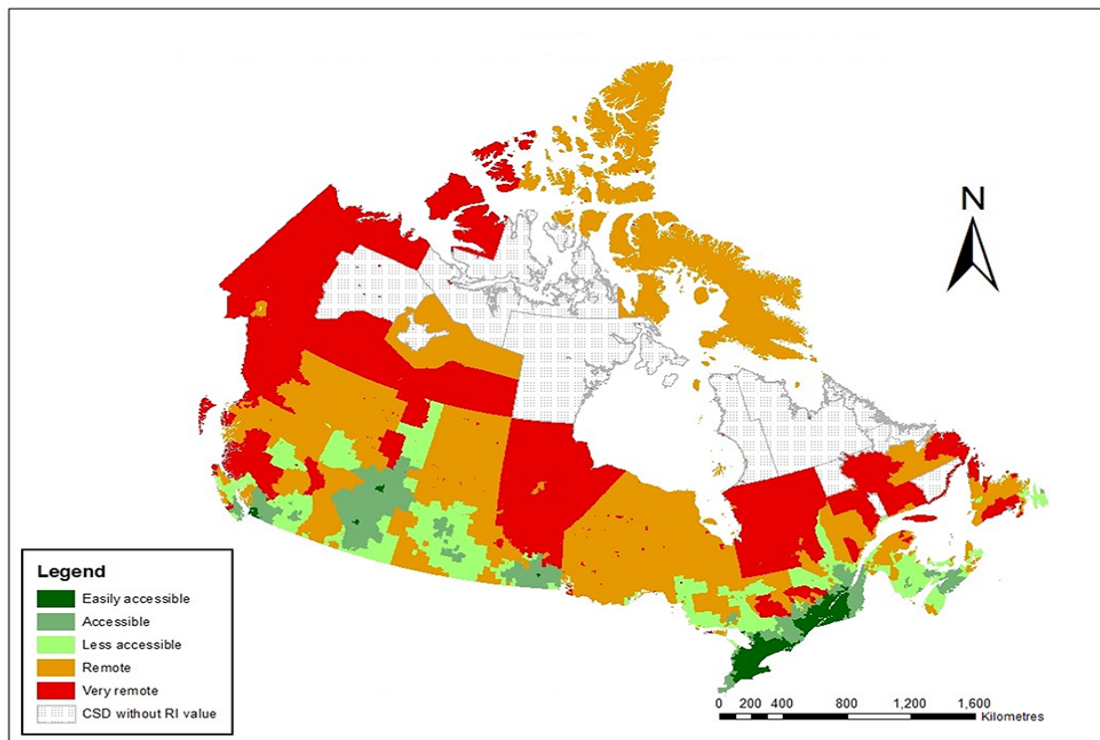 N
Legend
Easily accessible
Accessible
Less accessible
Remote
Very remote
CSD without RI value
0 200 400 800 1,200 1,600
Kilometres